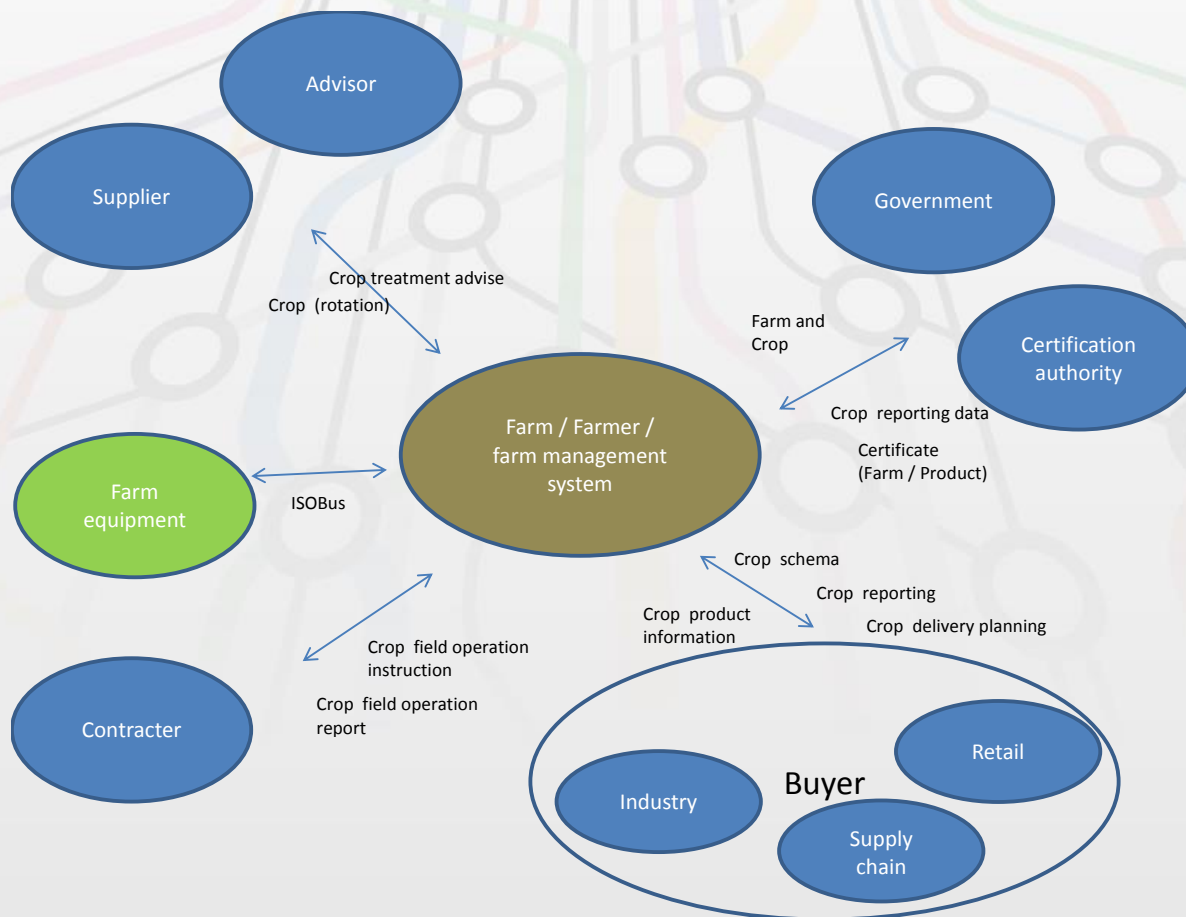 Advisor
Supplier
Government
Crop treatment advise
Crop (rotation)
Farm and
Crop
Certification
authority
Crop reporting data
Certificate
(Farm / Product)
Farm / Farmer /
farm management
system
Farm
equipment
ISOBus
Crop schema
Crop reporting
Crop product
information
Crop delivery planning
Crop field operation
instruction
Crop field operation
report
Contracter
Retail
Buyer
Industry
Supply
chain